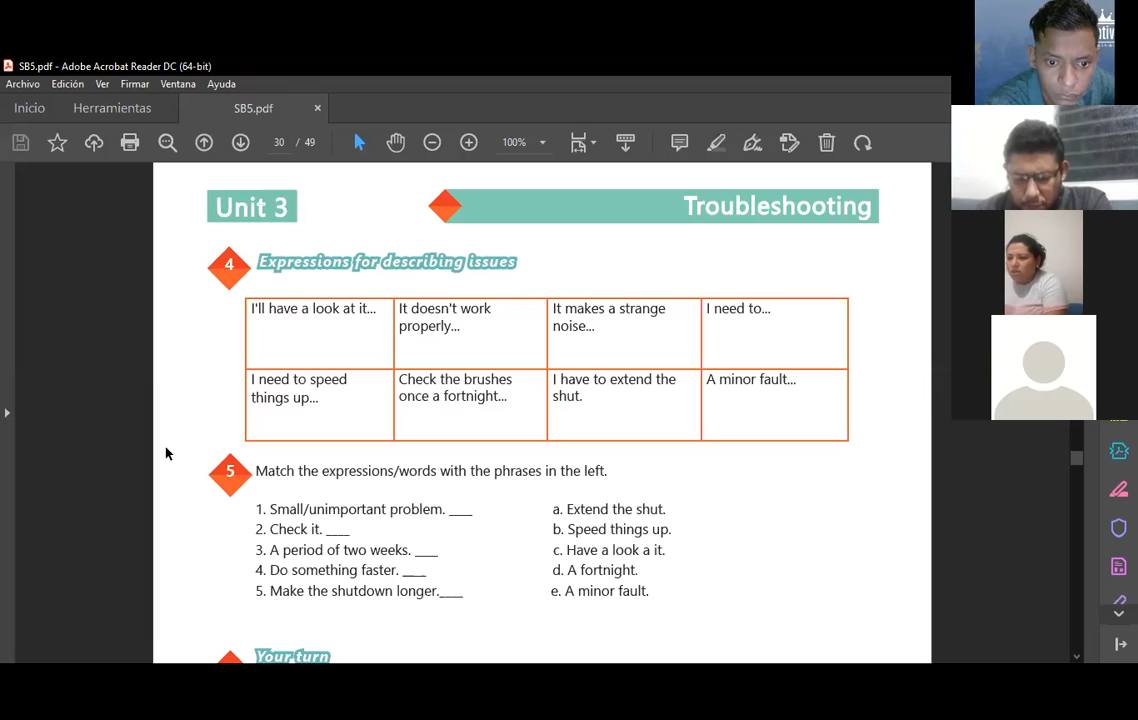 SB5.pdf - Adobe Acrobat Reader DC (64-bit)
Archivo Edición Ver Firmar Ventana Ayuda
Inicio Herramientas SB5.pdf ×
30 / 49 100%
Unit 3
Troubleshooting
4 Expressions for describing issues
I'll have a look at it...
It doesn't work
properly...
It makes a strange
noise...
I need to...
I need to speed
things up...
Check the brushes
once a fortnight...
I have to extend the
shut.
A minor fault...
5 Match the expressions/words with the phrases in the left.
1. Small/unimportant problem. ____
2. Check it. ____
3. A period of two weeks. ____
4. Do something faster. ____
5. Make the shutdown longer.____
a. Extend the shut.
b. Speed things up.
c. Have a look a it.
d. A fortnight.
e. A minor fault.
Your turn